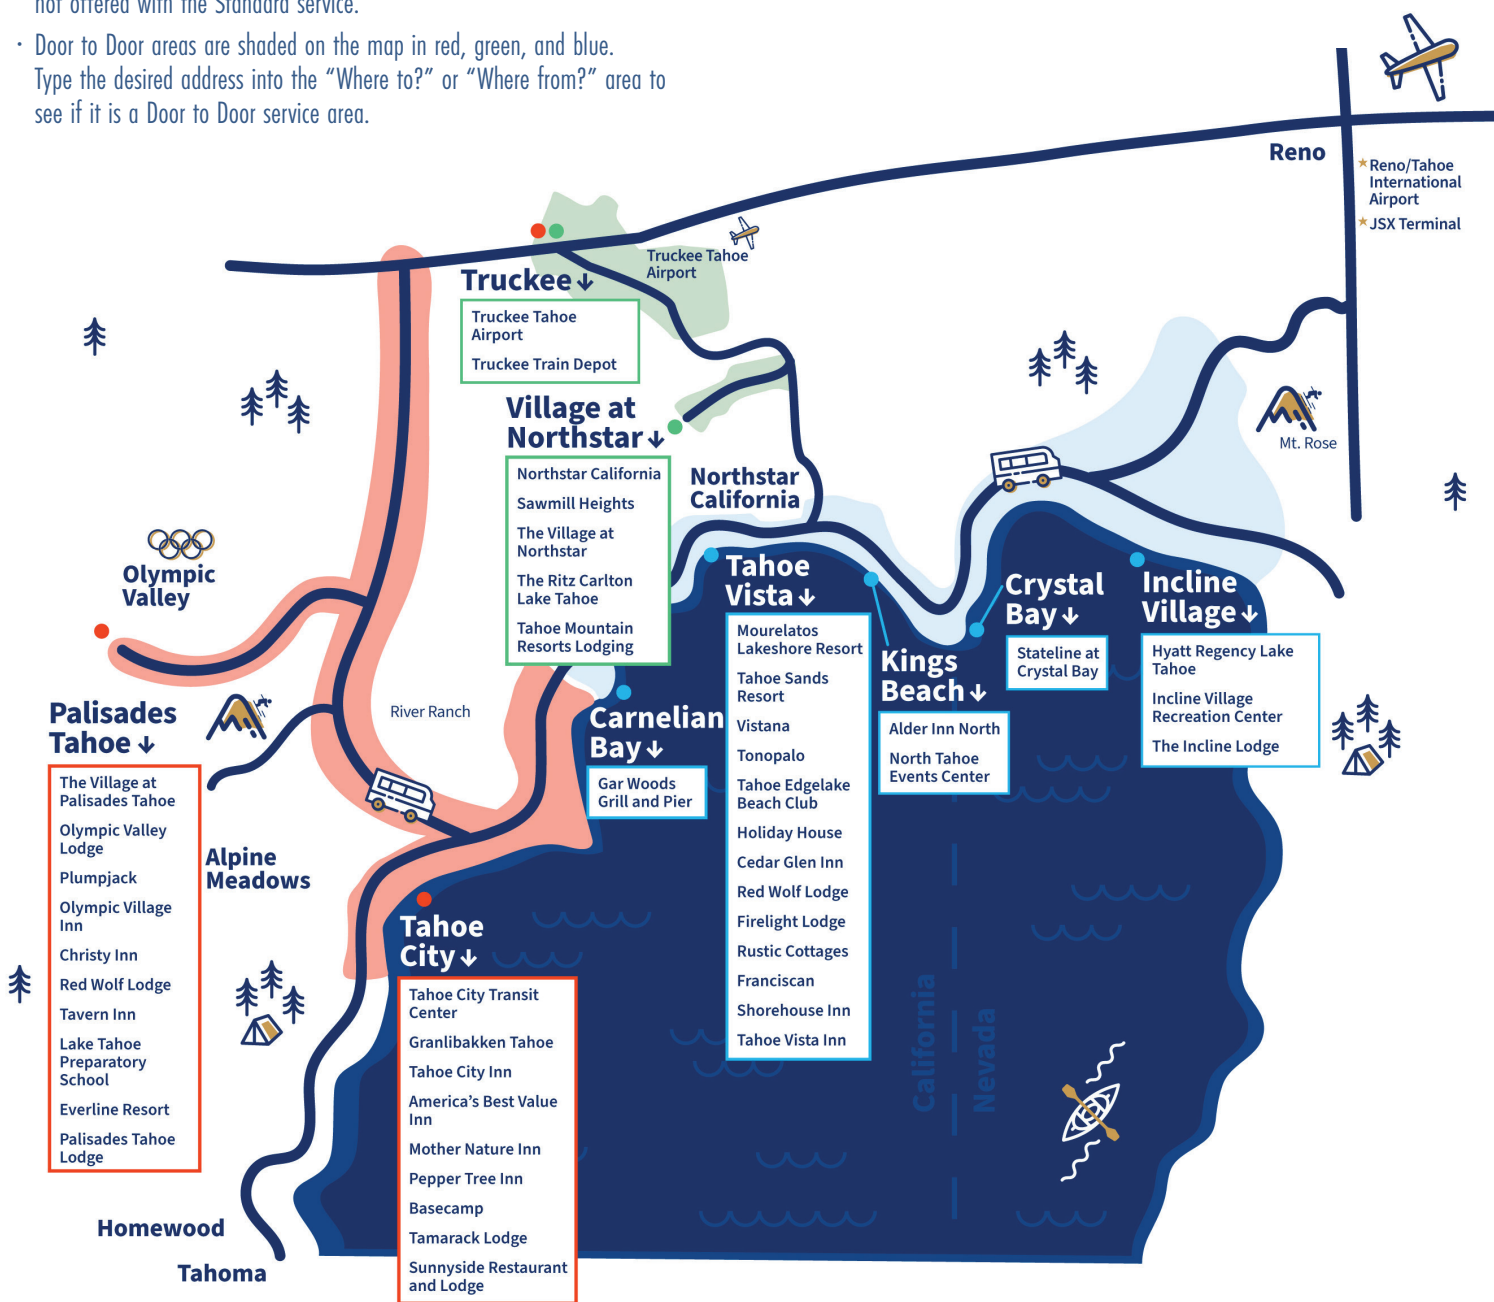 not offered with the Standard service.
· Door to Door areas are shaded on the map in red, green, and blue.
Type the desired address into the “Where to?” or “Where from?” area to
see if it is a Door to Door service area.
Reno
Reno/Tahoe
International
Airport
JSX Terminal
Truckee Tahoe
Airport
Truckee
Truckee Tahoe
Airport
Truckee Train Depot
Village at
Northstar
Northstar California
Sawmill Heights
The Village at
Northstar
The Ritz Carlton
Lake Tahoe
Tahoe Mountain
Resorts Lodging
Northstar
California
Mt. Rose
Olympic
Valley
Palisades
Tahoe
The Village at
Palisades Tahoe
Olympic Valley
Lodge
Plumpjack
Olympic Village
Inn
Christy Inn
Red Wolf Lodge
Tavern Inn
Lake Tahoe
Preparatory
School
Everline Resort
Palisades Tahoe
Lodge
River Ranch
Alpine
Meadows
Carnelian
Bay
Gar Woods
Grill and Pier
Tahoe
Vista
Mourelatos
Lakeshore Resort
Tahoe Sands
Resort
Vistana
Tonopalo
Tahoe Edgelake
Beach Club
Holiday House
Cedar Glen Inn
Red Wolf Lodge
Firelight Lodge
Rustic Cottages
Franciscan
Shorehouse Inn
Tahoe Vista Inn
Kings
Beach
Alder Inn North
North Tahoe
Events Center
Crystal
Bay
Stateline at
Crystal Bay
Incline
Village
Hyatt Regency Lake
Tahoe
Incline Village
Recreation Center
The Incline Lodge
Tahoe
City
Tahoe City Transit
Center
Granlibakken Tahoe
Tahoe City Inn
America’s Best Value
Inn
Mother Nature Inn
Pepper Tree Inn
Basecamp
Tamarack Lodge
Sunnyside Restaurant
and Lodge
California
Nevada
Homewood
Tahoma